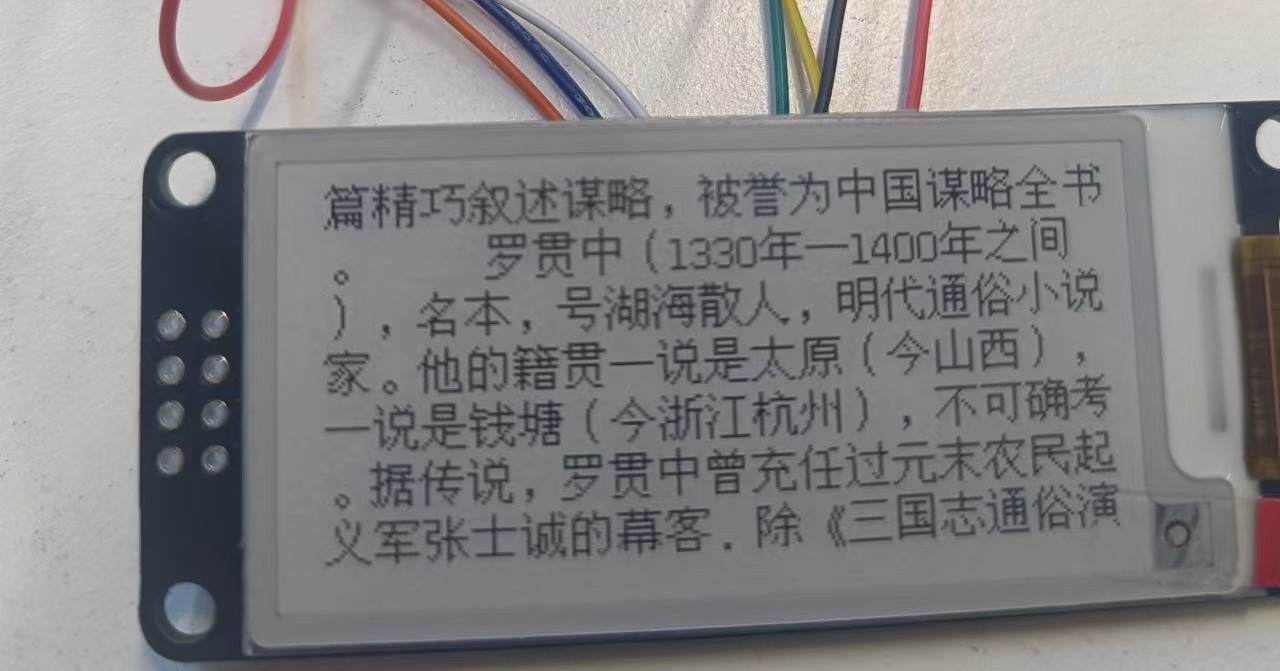 篇精巧叙述谋略，被誉为中国谋略全书
。　　　罗贯中（1330年一1400年之间
），名本，号湖海散人，明代通俗小说
家。他的籍贯一说是太原（今山西），
一说是钱塘（今浙江杭州），不可确考
。据传说，罗贯中曾充任过元末农民起
义军张士诚的幕客．除《三国志通俗演